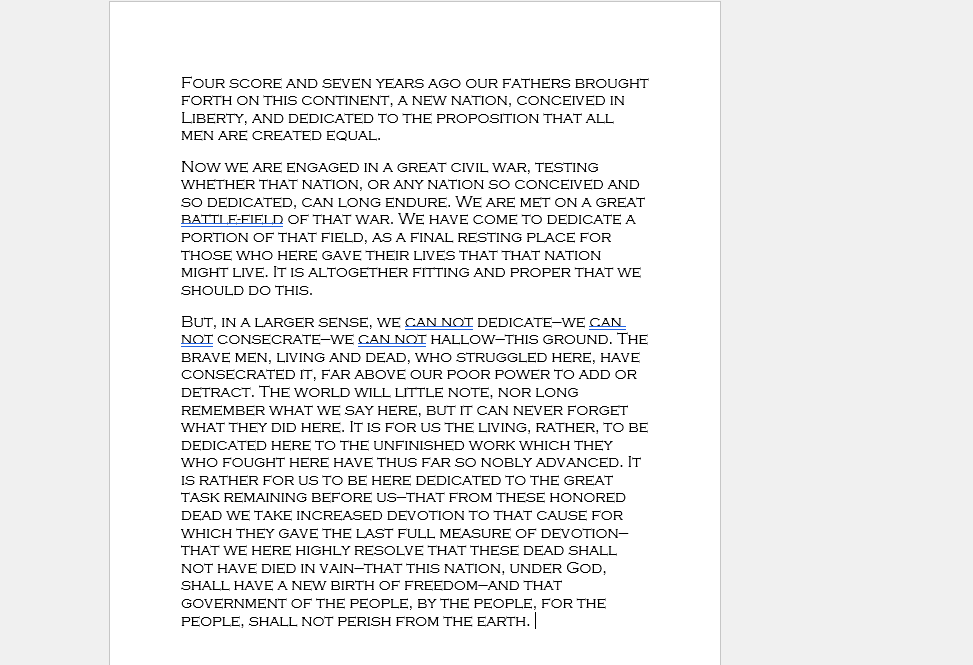 Four score and seven years ago our fathers brought
forth on this continent, a new nation, conceived in
Liberty, and dedicated to the proposition that all
men are created equal.
Now we are engaged in a great civil war, testing
whether that nation, or any nation so conceived and
so dedicated, can long endure. We are met on a great
battle-field of that war. We have come to dedicate a
portion of that field, as a final resting place for
those who here gave their lives that that nation
might live. It is altogether fitting and proper that we
should do this.
But, in a larger sense, we can not dedicate—we can
not consecrate—we can not hallow—this ground. The
brave men, living and dead, who struggled here, have
consecrated it, far above our poor power to add or
detract. The world will little note, nor long
remember what we say here, but it can never forget
what they did here. It is for us the living, rather, to be
dedicated here to the unfinished work which they
who fought here have thus far so nobly advanced. It
is rather for us to be here dedicated to the great
task remaining before us—that from these honored
dead we take increased devotion to that cause for
which they gave the last full measure of devotion—
that we here highly resolve that these dead shall
not have died in vain—that this nation, under God,
shall have a new birth of freedom—and that
government of the people, by the people, for the
people, shall not perish from the earth.